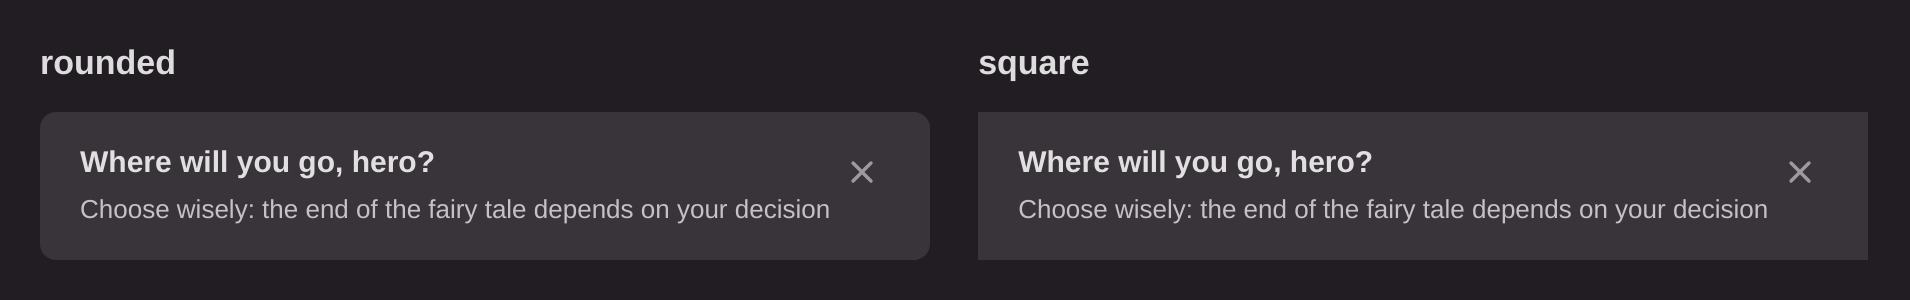 rounded
Where will you go, hero?
Choose wisely: the end of the fairy tale depends on your decision
square
Where will you go, hero?
Choose wisely: the end of the fairy tale depends on your decision